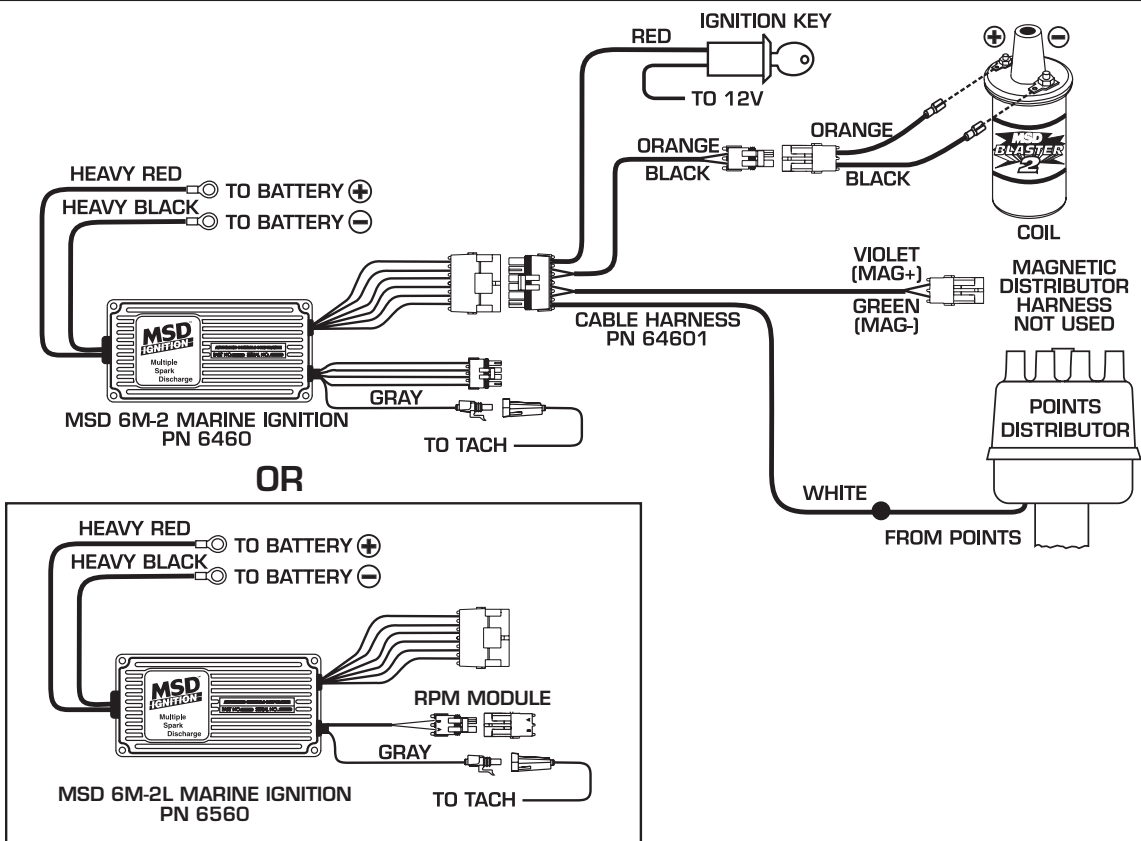 IGNITION KEY
RED
TO 12V
+
−
ORANGE
BLACK
ORANGE
BLACK
MSD
BLASTER
2
COIL
HEAVY RED
TO BATTERY +
HEAVY BLACK
TO BATTERY −
VIOLET
(MAG+)
GREEN
(MAG-)
MAGNETIC
DISTRIBUTOR
HARNESS
NOT USED
CABLE HARNESS
PN 64601
MSD
IGNITION
Multiple
Spark
Discharge
GRAY
TO TACH
MSD 6M-2 MARINE IGNITION
PN 6460
POINTS
DISTRIBUTOR
WHITE
FROM POINTS
OR
HEAVY RED
TO BATTERY +
HEAVY BLACK
TO BATTERY −
MSD
IGNITION
Multiple
Spark
Discharge
RPM MODULE
GRAY
TO TACH
MSD 6M-2L MARINE IGNITION
PN 6560